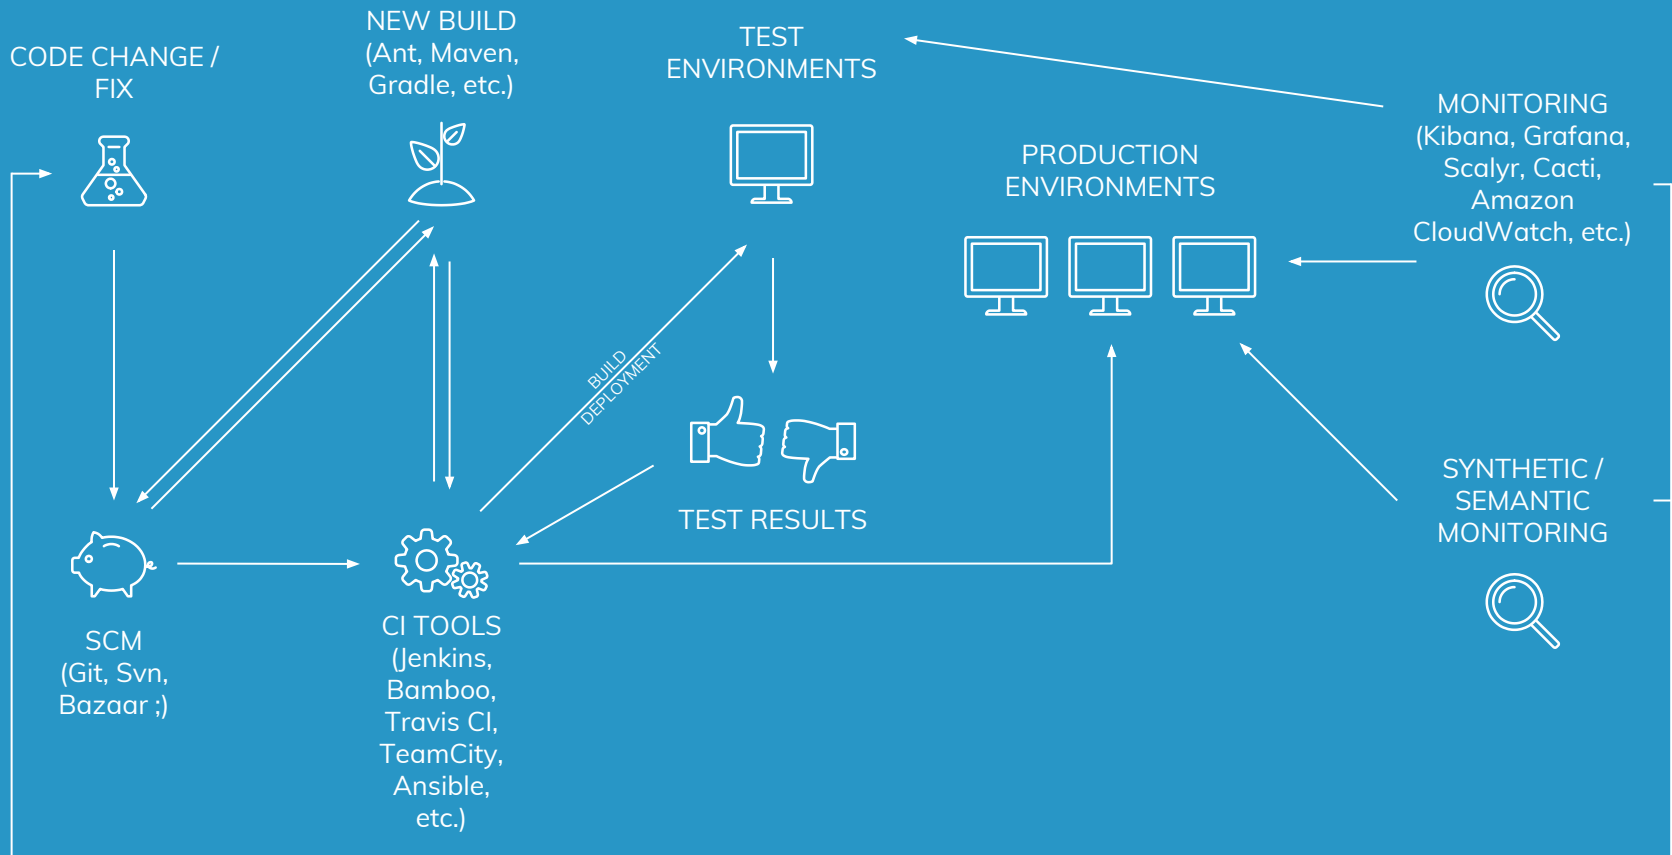 CODE CHANGE /
FIX
NEW BUILD
(Ant, Maven,
Gradle, etc.)
TEST
ENVIRONMENTS
PRODUCTION
ENVIRONMENTS
MONITORING
(Kibana, Grafana,
Scalyr, Cacti,
Amazon
CloudWatch, etc.)
BUILD
DEPLOYMENT
TEST RESULTS
SYNTHETIC /
SEMANTIC
MONITORING
SCM
(Git, Svn,
Bazaar ;)
CI TOOLS
(Jenkins,
Bamboo,
Travis CI,
TeamCity,
Ansible,
etc.)